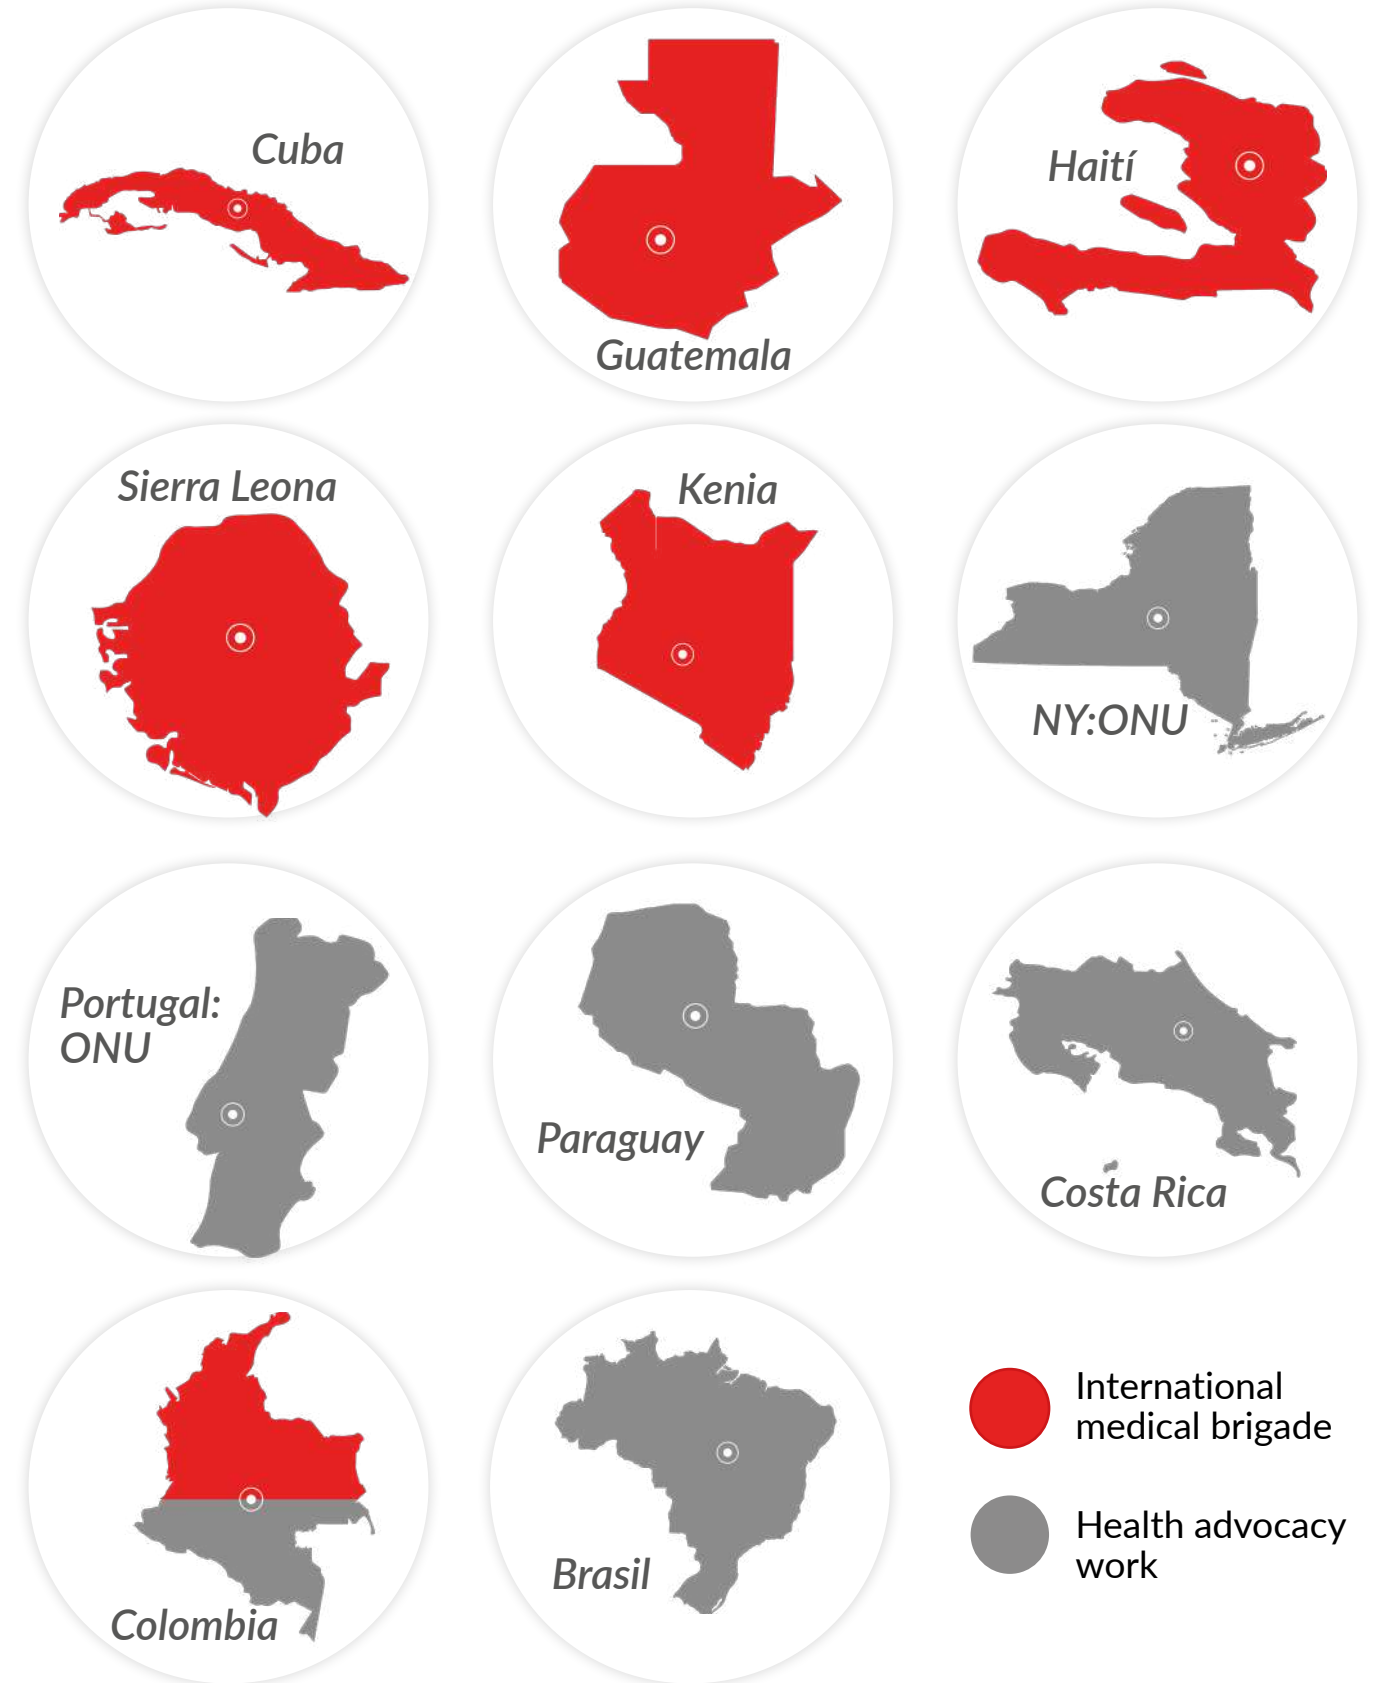 Cuba
Guatemala
Haití
Sierra Leona
Kenia
NY:ONU
Portugal:
ONU
Paraguay
Costa Rica
Colombia
Brasil
International
medical brigade
Health advocacy
work